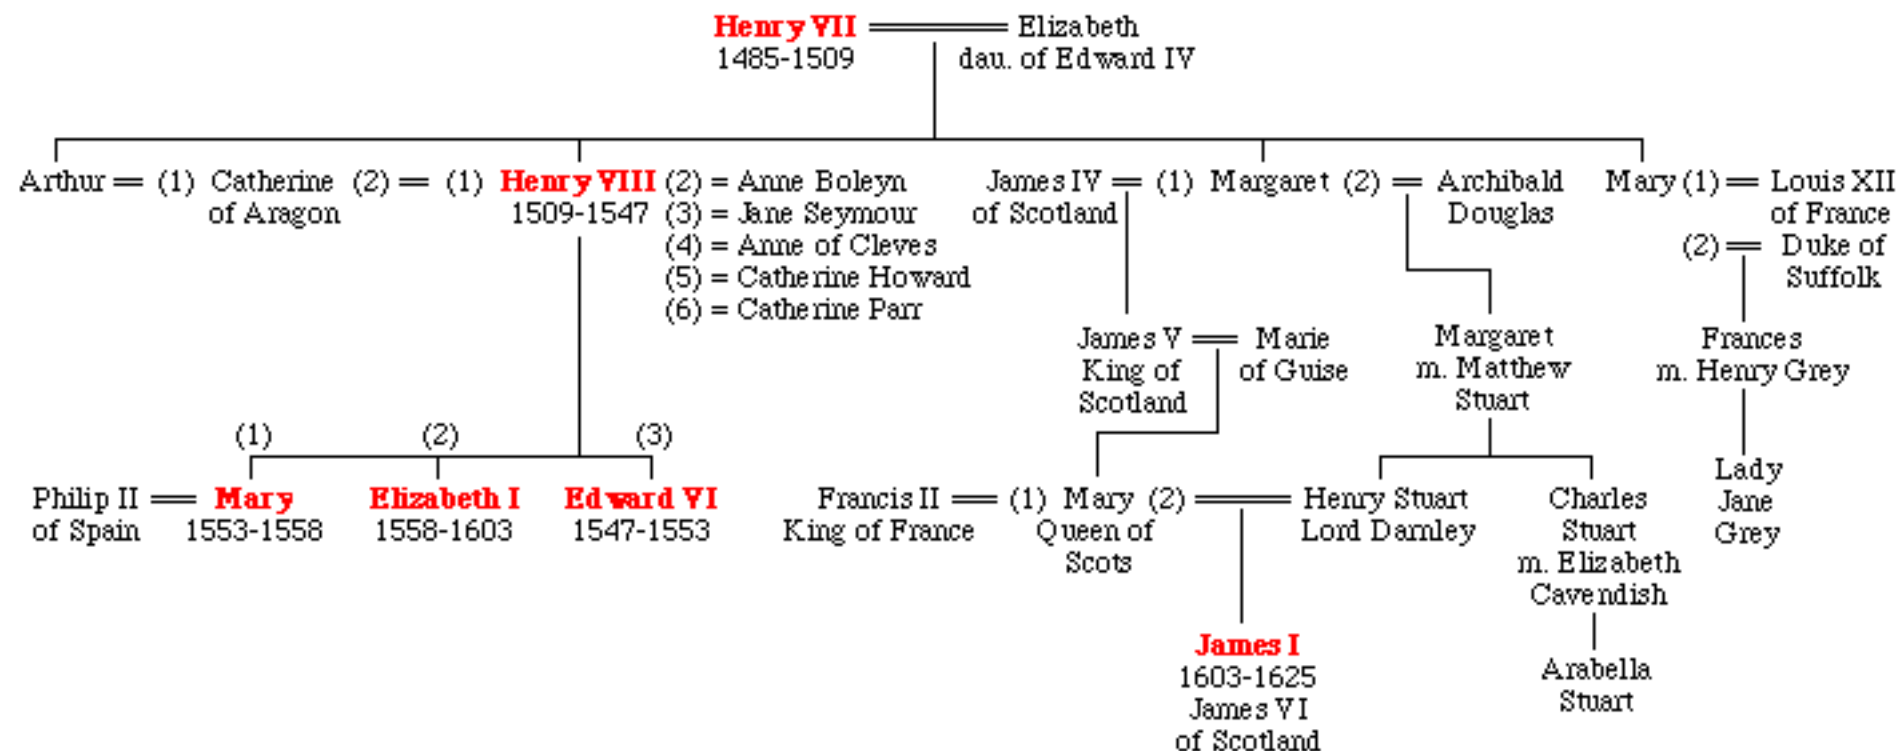 Henry VII Elizabeth
1485-1509 dau. of Edward IV
Arthur = (1) Catherine (2) = (1) Henry VIII (2) = Anne Boleyn James IV = (1) Margaret (2) = Archibald Mary (1) = Louis XII
of Aragon 1509-1547 (3) = Jane Seymour of Scotland Douglas of France
(4) = Anne of Cleves (2) = Duke of
(5) = Catherine Howard Suffolk
(6) = Catherine Parr
James V = Marie Margaret Frances
King of of Guise m. Matthew m. Henry Grey
Scotland Stuart
(1) (2) (3)
Lady
Philip II = Mary Elizabeth I Edward VI Francis II = (1) Mary (2) = Henry Stuart Charles Jane
of Spain 1553-1558 1558-1603 1547-1553 King of France Queen of Lord Darnley Stuart Grey
Scots m. Elizabeth
Cavendish
James I
1603-1625 Arabella
James VI Stuart
of Scotland